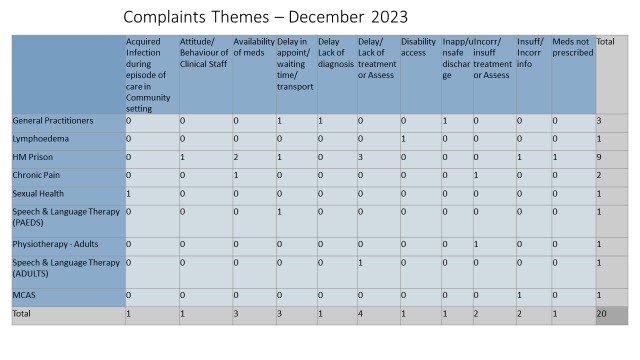 Complaints Themes – December 2023
Acquired Infection during episode of care in Community setting | Attitude/ Behaviour of Clinical Staff | Availability of meds | Delay in appoint/ waiting time/ transport | Delay Lack of diagnosis | Delay/ Lack of treatment or Assess | Disability access | Inapp/unsafe dischar ge | Incorr/ insuff treatment or Assess | Insuff/ Incorr info | Meds not prescribed | Total
General Practitioners 0 0 0 1 1 0 0 1 0 0 0 3
Lymphoedema 0 0 0 0 0 0 1 0 0 0 0 1
HM Prison 0 1 2 1 0 3 0 0 0 1 1 9
Chronic Pain 0 0 1 0 0 0 0 0 1 0 0 2
Sexual Health 1 0 0 0 0 0 0 0 0 0 0 1
Speech & Language Therapy (PAEDS) 0 0 0 1 0 0 0 0 0 0 0 1
Physiotherapy - Adults 0 0 0 0 0 0 0 0 1 0 0 1
Speech & Language Therapy (ADULTS) 0 0 0 0 0 1 0 0 0 0 0 1
MCAS 0 0 0 0 0 0 0 0 0 1 0 1
Total 1 1 3 3 1 4 1 1 2 2 1 20